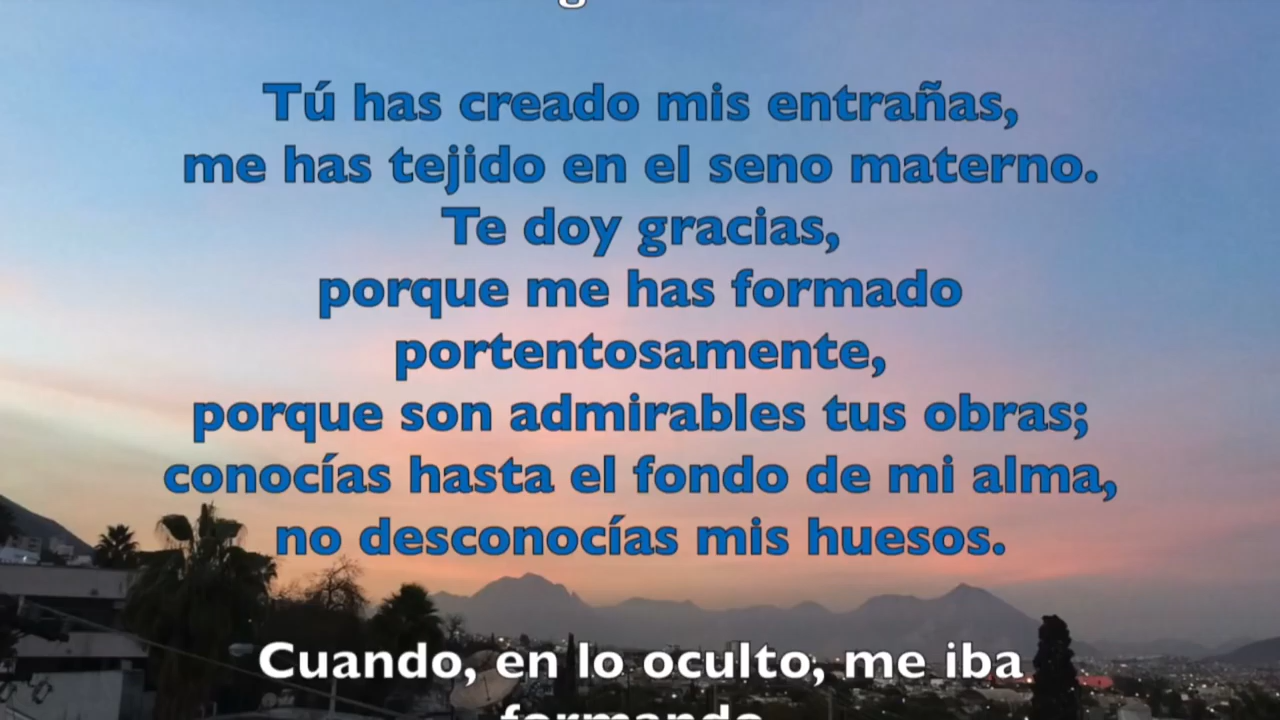 Tú has creado mis entrañas,
me has tejido en el seno materno.
Te doy gracias,
porque me has formado
portentosamente,
porque son admirables tus obras;
conocías hasta el fondo de mi alma,
no desconocías mis huesos.
Cuando, en lo oculto, me iba
formando,